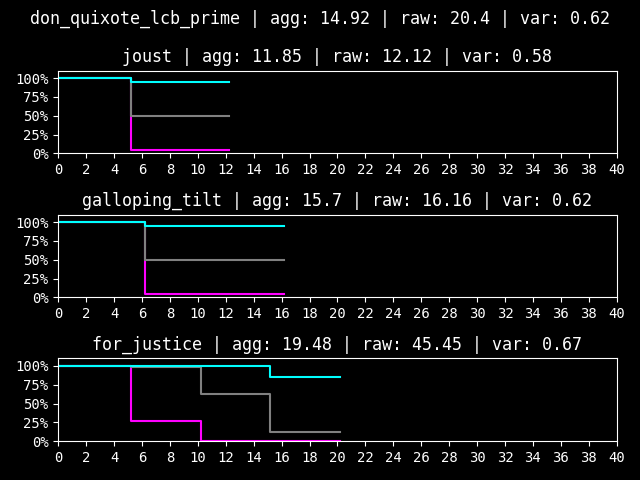 don_quixote_lcb_prime | agg: 14.92 | raw: 20.4 | var: 0.62
joust | agg: 11.85 | raw: 12.12 | var: 0.58
100%
75%
50%
25%
0%
0 2 4 6 8 10 12 14 16 18 20 22 24 26 28 30 32 34 36 38 40
galloping_tilt | agg: 15.7 | raw: 16.16 | var: 0.62
100%
75%
50%
25%
0%
0 2 4 6 8 10 12 14 16 18 20 22 24 26 28 30 32 34 36 38 40
for_justice | agg: 19.48 | raw: 45.45 | var: 0.67
100%
75%
50%
25%
0%
0 2 4 6 8 10 12 14 16 18 20 22 24 26 28 30 32 34 36 38 40